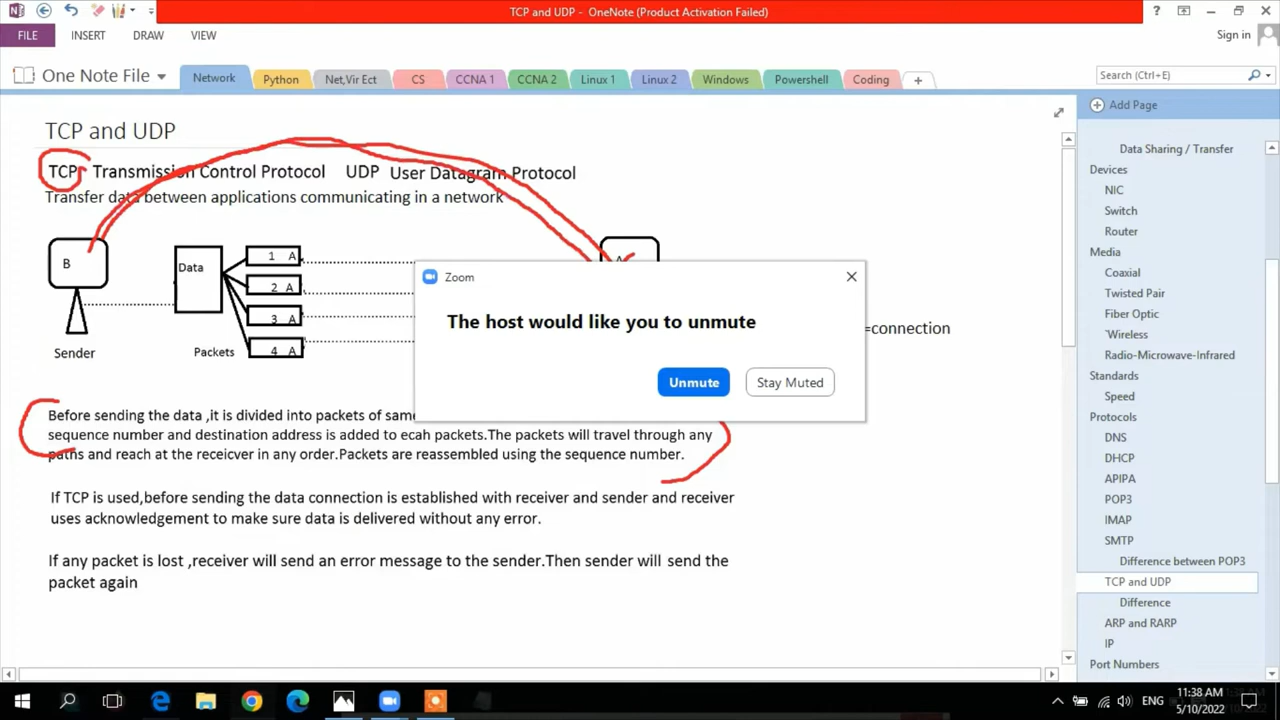 TCP and UDP - OneNote (Product Activation Failed)
FILE INSERT DRAW VIEW
Sign in
One Note File
Network Python Net,Vir Ect CS CCNA 1 CCNA 2 Linux 1 Linux 2 Windows Powershell Coding
Search (Ctrl+E)
TCP and UDP
TCP Transmission Control Protocol UDP User Datagram Protocol
Transfer data between applications communicating in a network
B
Data
1 A
2 A
3 A
4 A
Sender
Packets
=connection
Zoom
The host would like you to unmute
Unmute Stay Muted
Before sending the data ,it is divided into packets of same
sequence number and destination address is added to ecah packets.The packets will travel through any
paths and reach at the receicver in any order.Packets are reassembled using the sequence number.
If TCP is used,before sending the data connection is established with receiver and sender and receiver
uses acknowledgement to make sure data is delivered without any error.
If any packet is lost ,receiver will send an error message to the sender.Then sender will send the
packet again
Add Page
Data Sharing / Transfer
Devices
NIC
Switch
Router
Media
Coaxial
Twisted Pair
Fiber Optic
`Wireless
Radio-Microwave-Infrared
Standards
Speed
Protocols
DNS
DHCP
APIPA
POP3
IMAP
SMTP
Difference between POP3
TCP and UDP
Difference
ARP and RARP
IP
Port Numbers
ENG
11:38 AM
5/10/2022